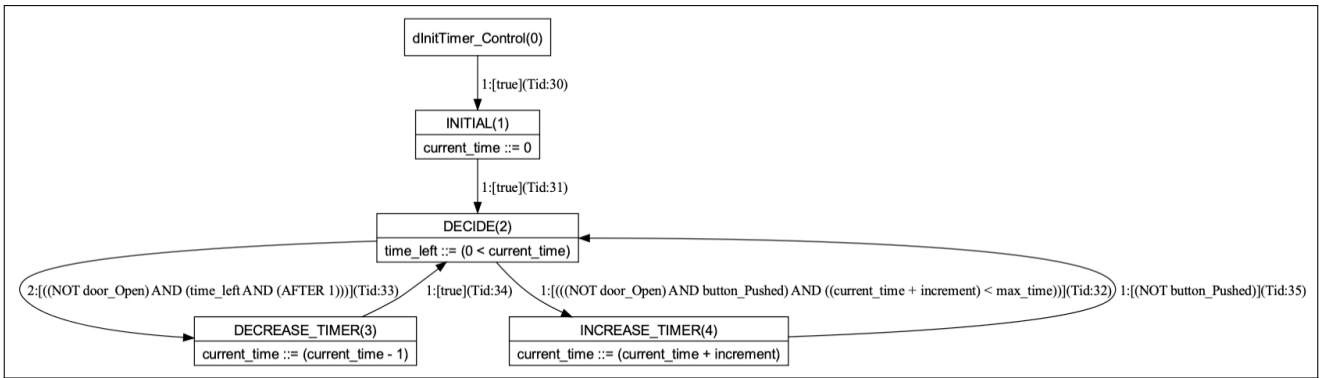 dInitTimer_Control(0)
1:[true](Tid:30)
INITIAL(1)
current_time ::= 0
1:[true](Tid:31)
DECIDE(2)
time_left ::= (0 < current_time)
2:[((NOT door_Open) AND (time_left AND (AFTER 1)))](Tid:33)
1:[true](Tid:34)
1:[(((NOT door_Open) AND button_Pushed) AND ((current_time + increment) < max_time))](Tid:32)
1:[(NOT button_Pushed)](Tid:35)
DECREASE_TIMER(3)
current_time ::= (current_time - 1)
INCREASE_TIMER(4)
current_time ::= (current_time + increment)